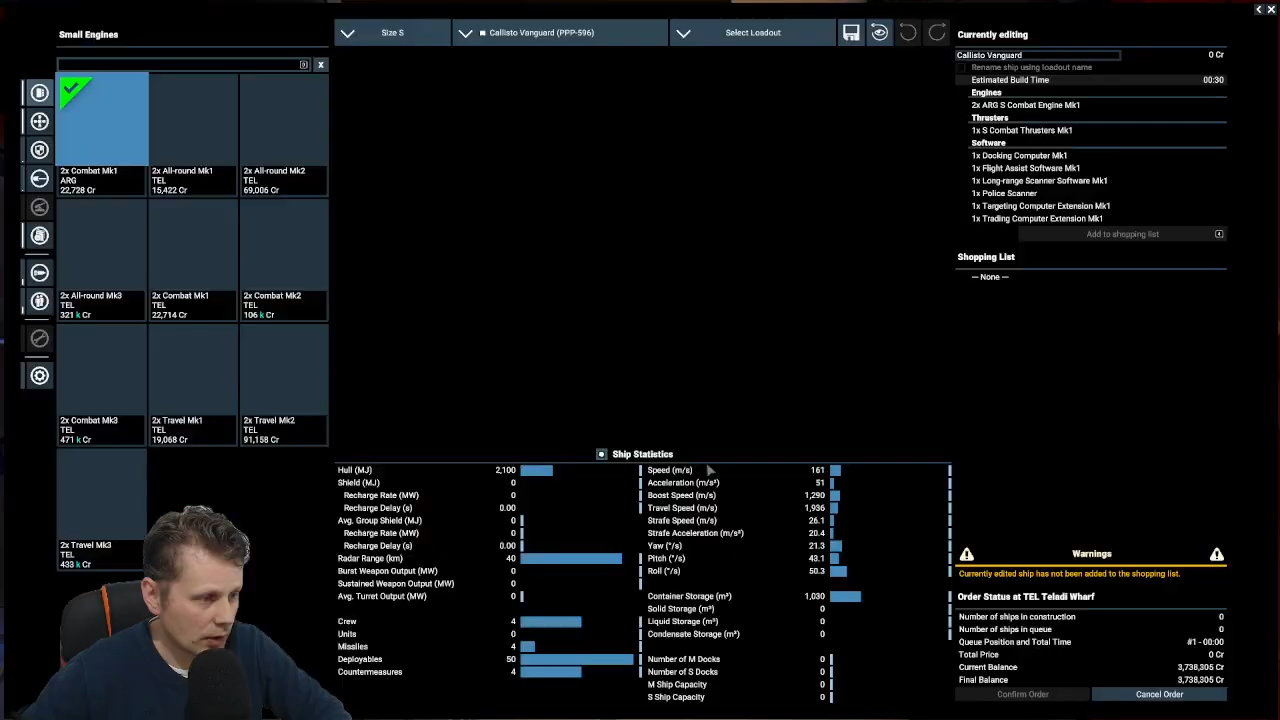 Small Engines
x
2x Combat Mk1
ARG
22,728 Cr
2x All-round Mk1
TEL
15,422 Cr
2x All-round Mk2
TEL
69,006 Cr
2x All-round Mk3
TEL
321 k Cr
2x Combat Mk1
TEL
22,714 Cr
2x Combat Mk2
TEL
106 k Cr
2x Combat Mk3
TEL
471 k Cr
2x Travel Mk1
TEL
19,068 Cr
2x Travel Mk2
TEL
91,158 Cr
2x Travel Mk3
TEL
433 k Cr
Size S
Callisto Vanguard (PPP-596)
Select Loadout
Ship Statistics
Hull (MJ) 2,100
Shield (MJ) 0
Recharge Rate (MW) 0
Recharge Delay (s) 0.00
Avg. Group Shield (MJ) 0
Recharge Rate (MW) 0
Recharge Delay (s) 0.00
Radar Range (km) 40
Burst Weapon Output (MW) 0
Sustained Weapon Output (MW) 0
Avg. Turret Output (MW) 0
Crew 4
Units 0
Missiles 4
Deployables 50
Countermeasures 4
Speed (m/s) 161
Acceleration (m/s²) 51
Boost Speed (m/s) 1,290
Travel Speed (m/s) 1,936
Strafe Speed (m/s) 26.1
Strafe Acceleration (m/s²) 20.4
Yaw (°/s) 21.3
Pitch (°/s) 43.1
Roll (°/s) 50.3
Container Storage (m³) 1,030
Solid Storage (m³) 0
Liquid Storage (m³) 0
Condensate Storage (m³) 0
Number of M Docks 0
Number of S Docks 0
M Ship Capacity 0
S Ship Capacity 0
Currently editing
Callisto Vanguard 0 Cr
Rename ship using loadout name
Estimated Build Time 00:30
Engines
2x ARG S Combat Engine Mk1
Thrusters
1x S Combat Thrusters Mk1
Software
1x Docking Computer Mk1
1x Flight Assist Software Mk1
1x Long-range Scanner Software Mk1
1x Police Scanner
1x Targeting Computer Extension Mk1
1x Trading Computer Extension Mk1
Add to shopping list
Shopping List
— None —
Warnings
Currently edited ship has not been added to the shopping list.
Order Status at TEL Teladi Wharf
Number of ships in construction 0
Number of ships in queue 0
Queue Position and Total Time #1 - 00:00
Total Price 0 Cr
Current Balance 3,738,305 Cr
Final Balance 3,738,305 Cr
Confirm Order
Cancel Order